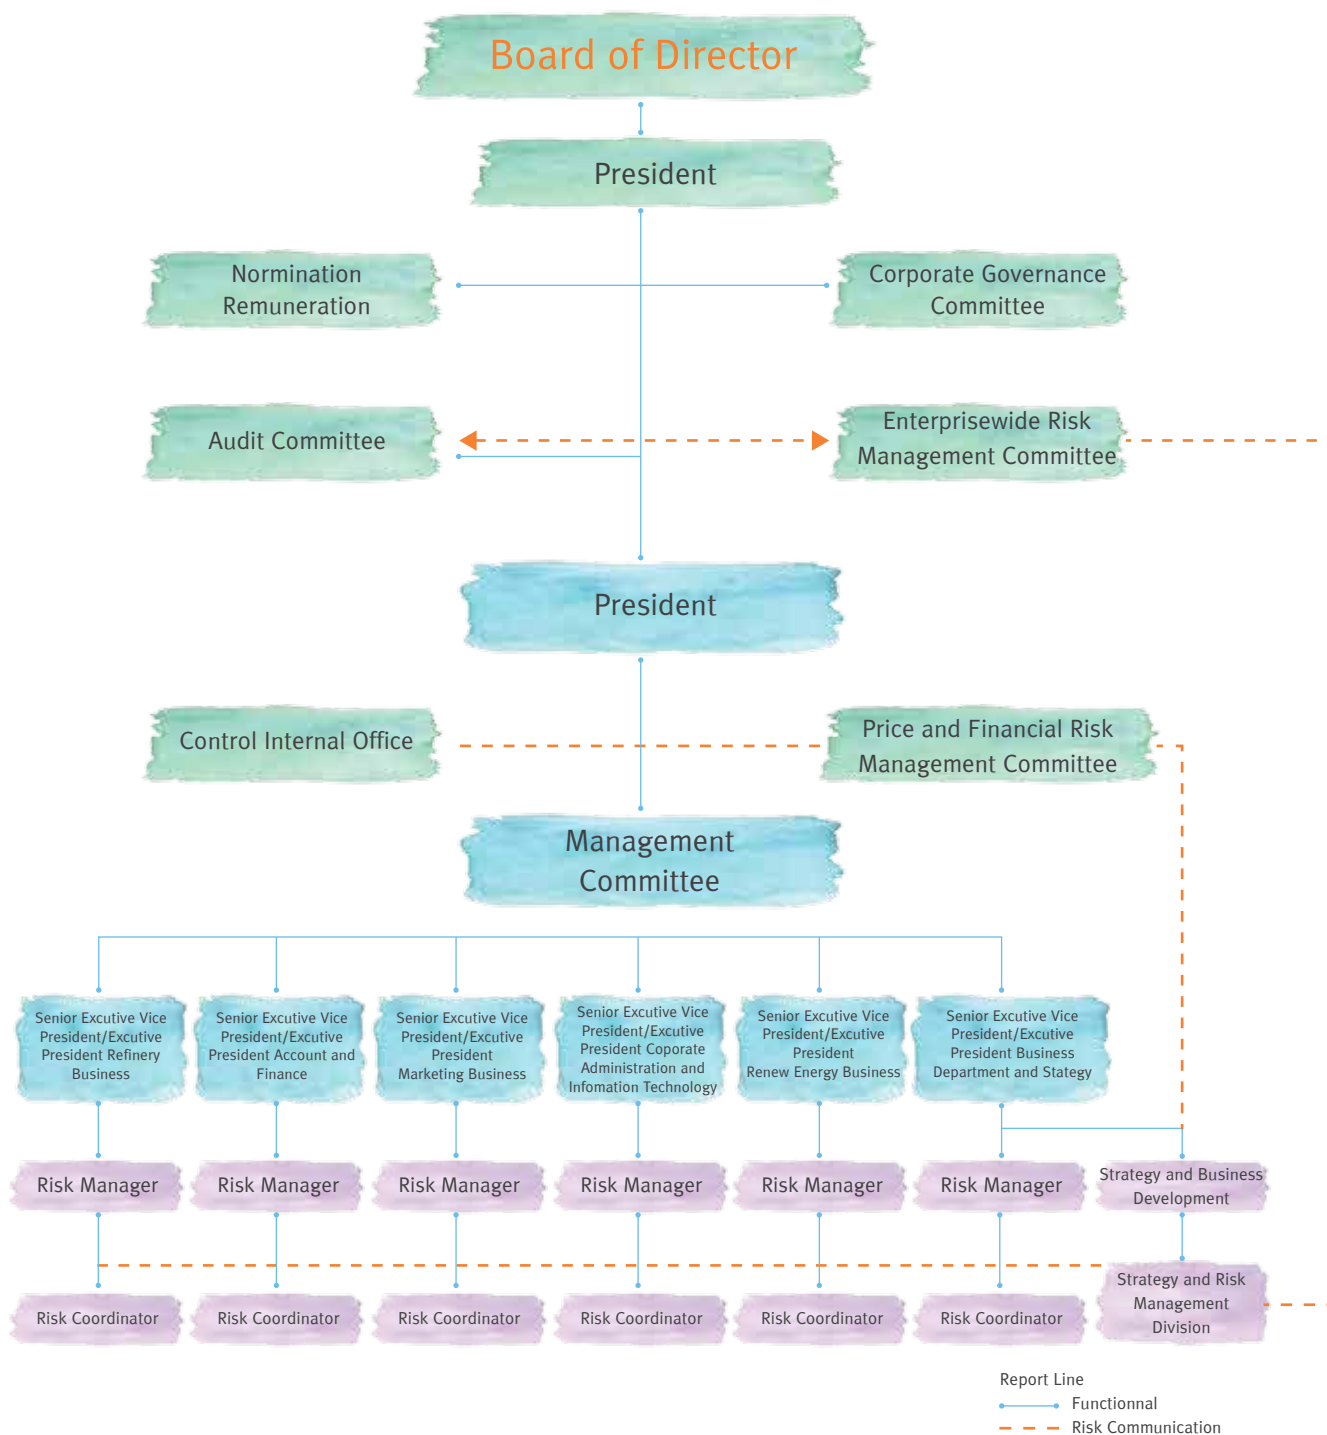 Board of Director
President
Normination
Remuneration
Corporate Governance
Committee
Audit Committee
Enterprisewide Risk
Management Committee
President
Control Internal Office
Price and Financial Risk
Management Committee
Management
Committee
Senior Excutive Vice
President/Excutive
President Refinery
Business
Senior Excutive Vice
President/Excutive
President Account and
Finance
Senior Excutive Vice
President/Excutive
President
Marketing Business
Senior Excutive Vice
President/Excutive
President Coporate
Administration and
Infomation Technology
Senior Excutive Vice
President/Excutive
President
Renew Energy Business
Senior Excutive Vice
President/Excutive
President Business
Department and Stategy
Risk Manager
Risk Manager
Risk Manager
Risk Manager
Risk Manager
Risk Manager
Strategy and Business
Development
Risk Coordinator
Risk Coordinator
Risk Coordinator
Risk Coordinator
Risk Coordinator
Risk Coordinator
Strategy and Risk
Management
Division
Report Line
Functionnal
Risk Communication